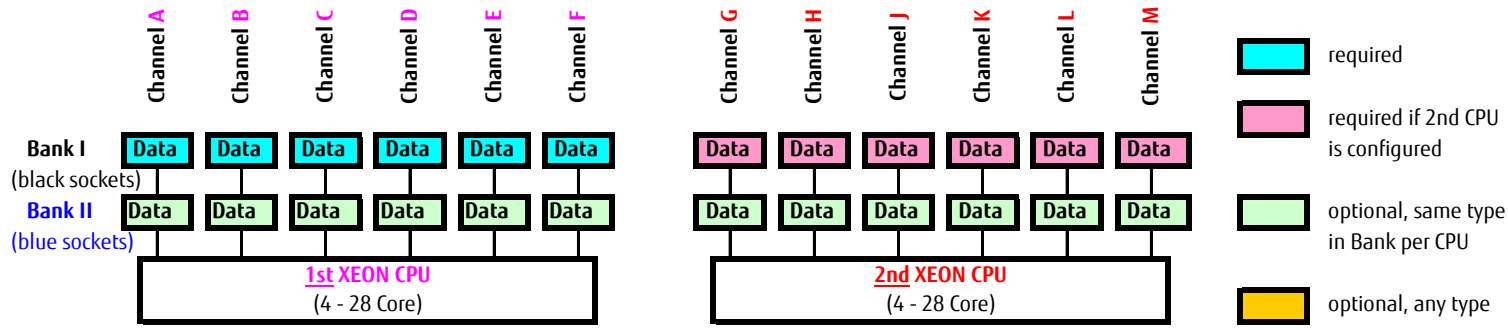 Channel A Channel B Channel C Channel D Channel E Channel F Channel G Channel H Channel J Channel K Channel L Channel M
required
required if 2nd CPU
is configured
Bank I Data Data Data Data Data Data Data Data Data Data Data Data
(black sockets)
Bank II Data Data Data Data Data Data Data Data Data Data Data Data
(blue sockets)
optional, same type
in Bank per CPU
1st XEON CPU 2nd XEON CPU
(4 - 28 Core) (4 - 28 Core)
optional, any type